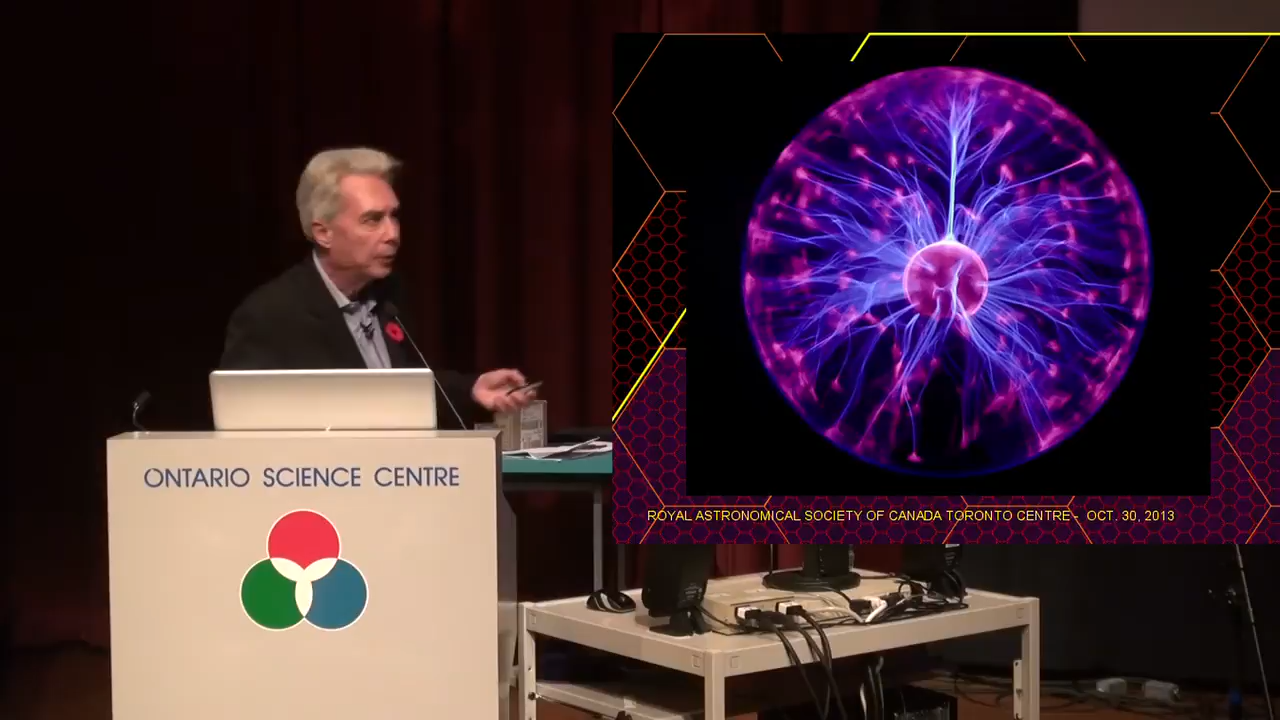 ROYAL ASTRONOMICAL SOCIETY OF CANADA TORONTO CENTRE - OCT. 30, 2013
ONTARIO SCIENCE CENTRE